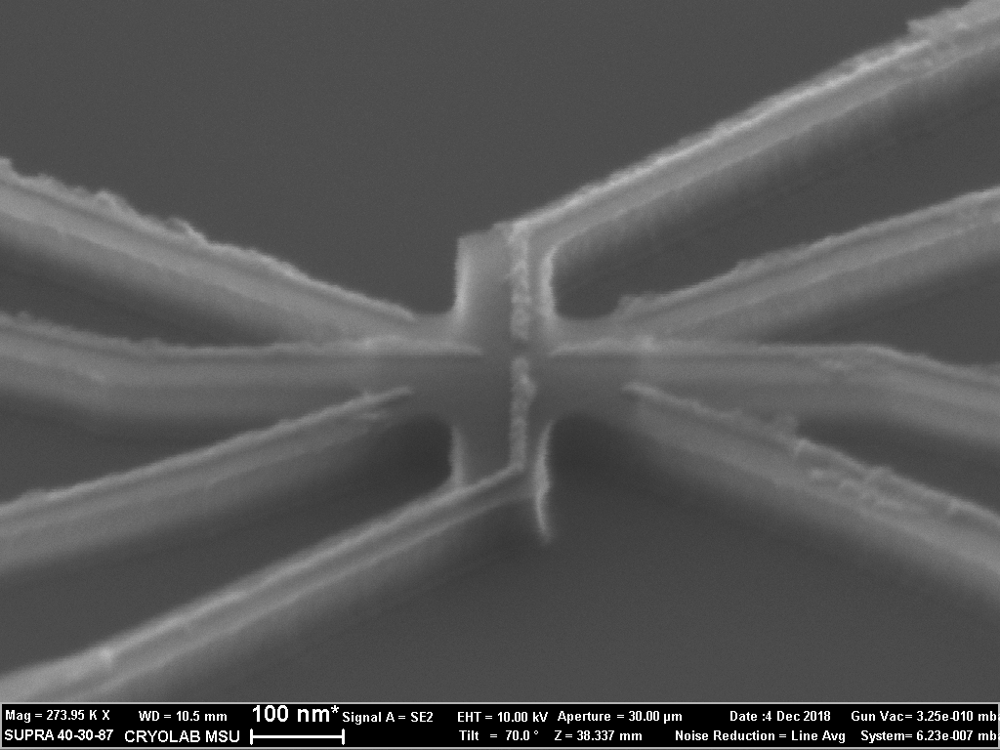 Mag = 273.95 K X WD = 10.5 mm 100 nm* Signal A = SE2 EHT = 10.00 kV Aperture = 30.00 µm Date :4 Dec 2018 Gun Vac= 3.25e-010 mb
SUPRA 40-30-87 CRYOLAB MSU Tilt = 70.0 ° Z = 38.337 mm Noise Reduction = Line Avg System= 6.23e-007 mb